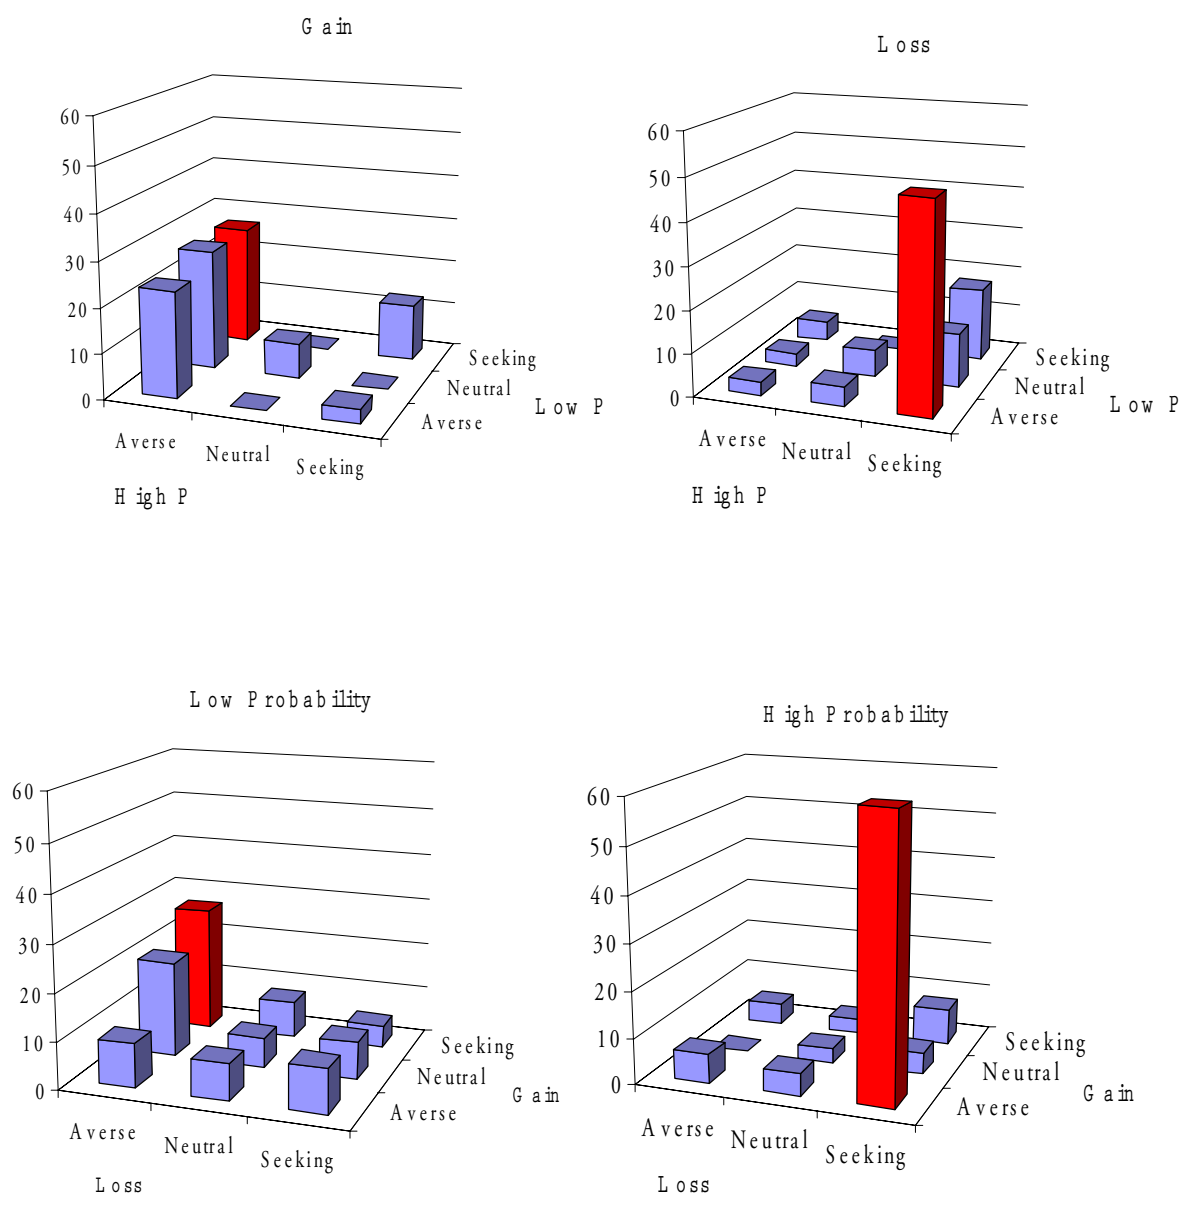 Gain
60
50
40
30
20
10
0
Averse
Neutral
Seeking
High P
Seeking
Neutral
Averse
Low P
Loss
60
50
40
30
20
10
0
Averse
Neutral
Seeking
High P
Seeking
Neutral
Averse
Low P
Low Probability
60
50
40
30
20
10
0
Averse
Neutral
Seeking
Loss
Seeking
Neutral
Averse
Gain
High Probability
60
50
40
30
20
10
0
Averse
Neutral
Seeking
Loss
Seeking
Neutral
Averse
Gain